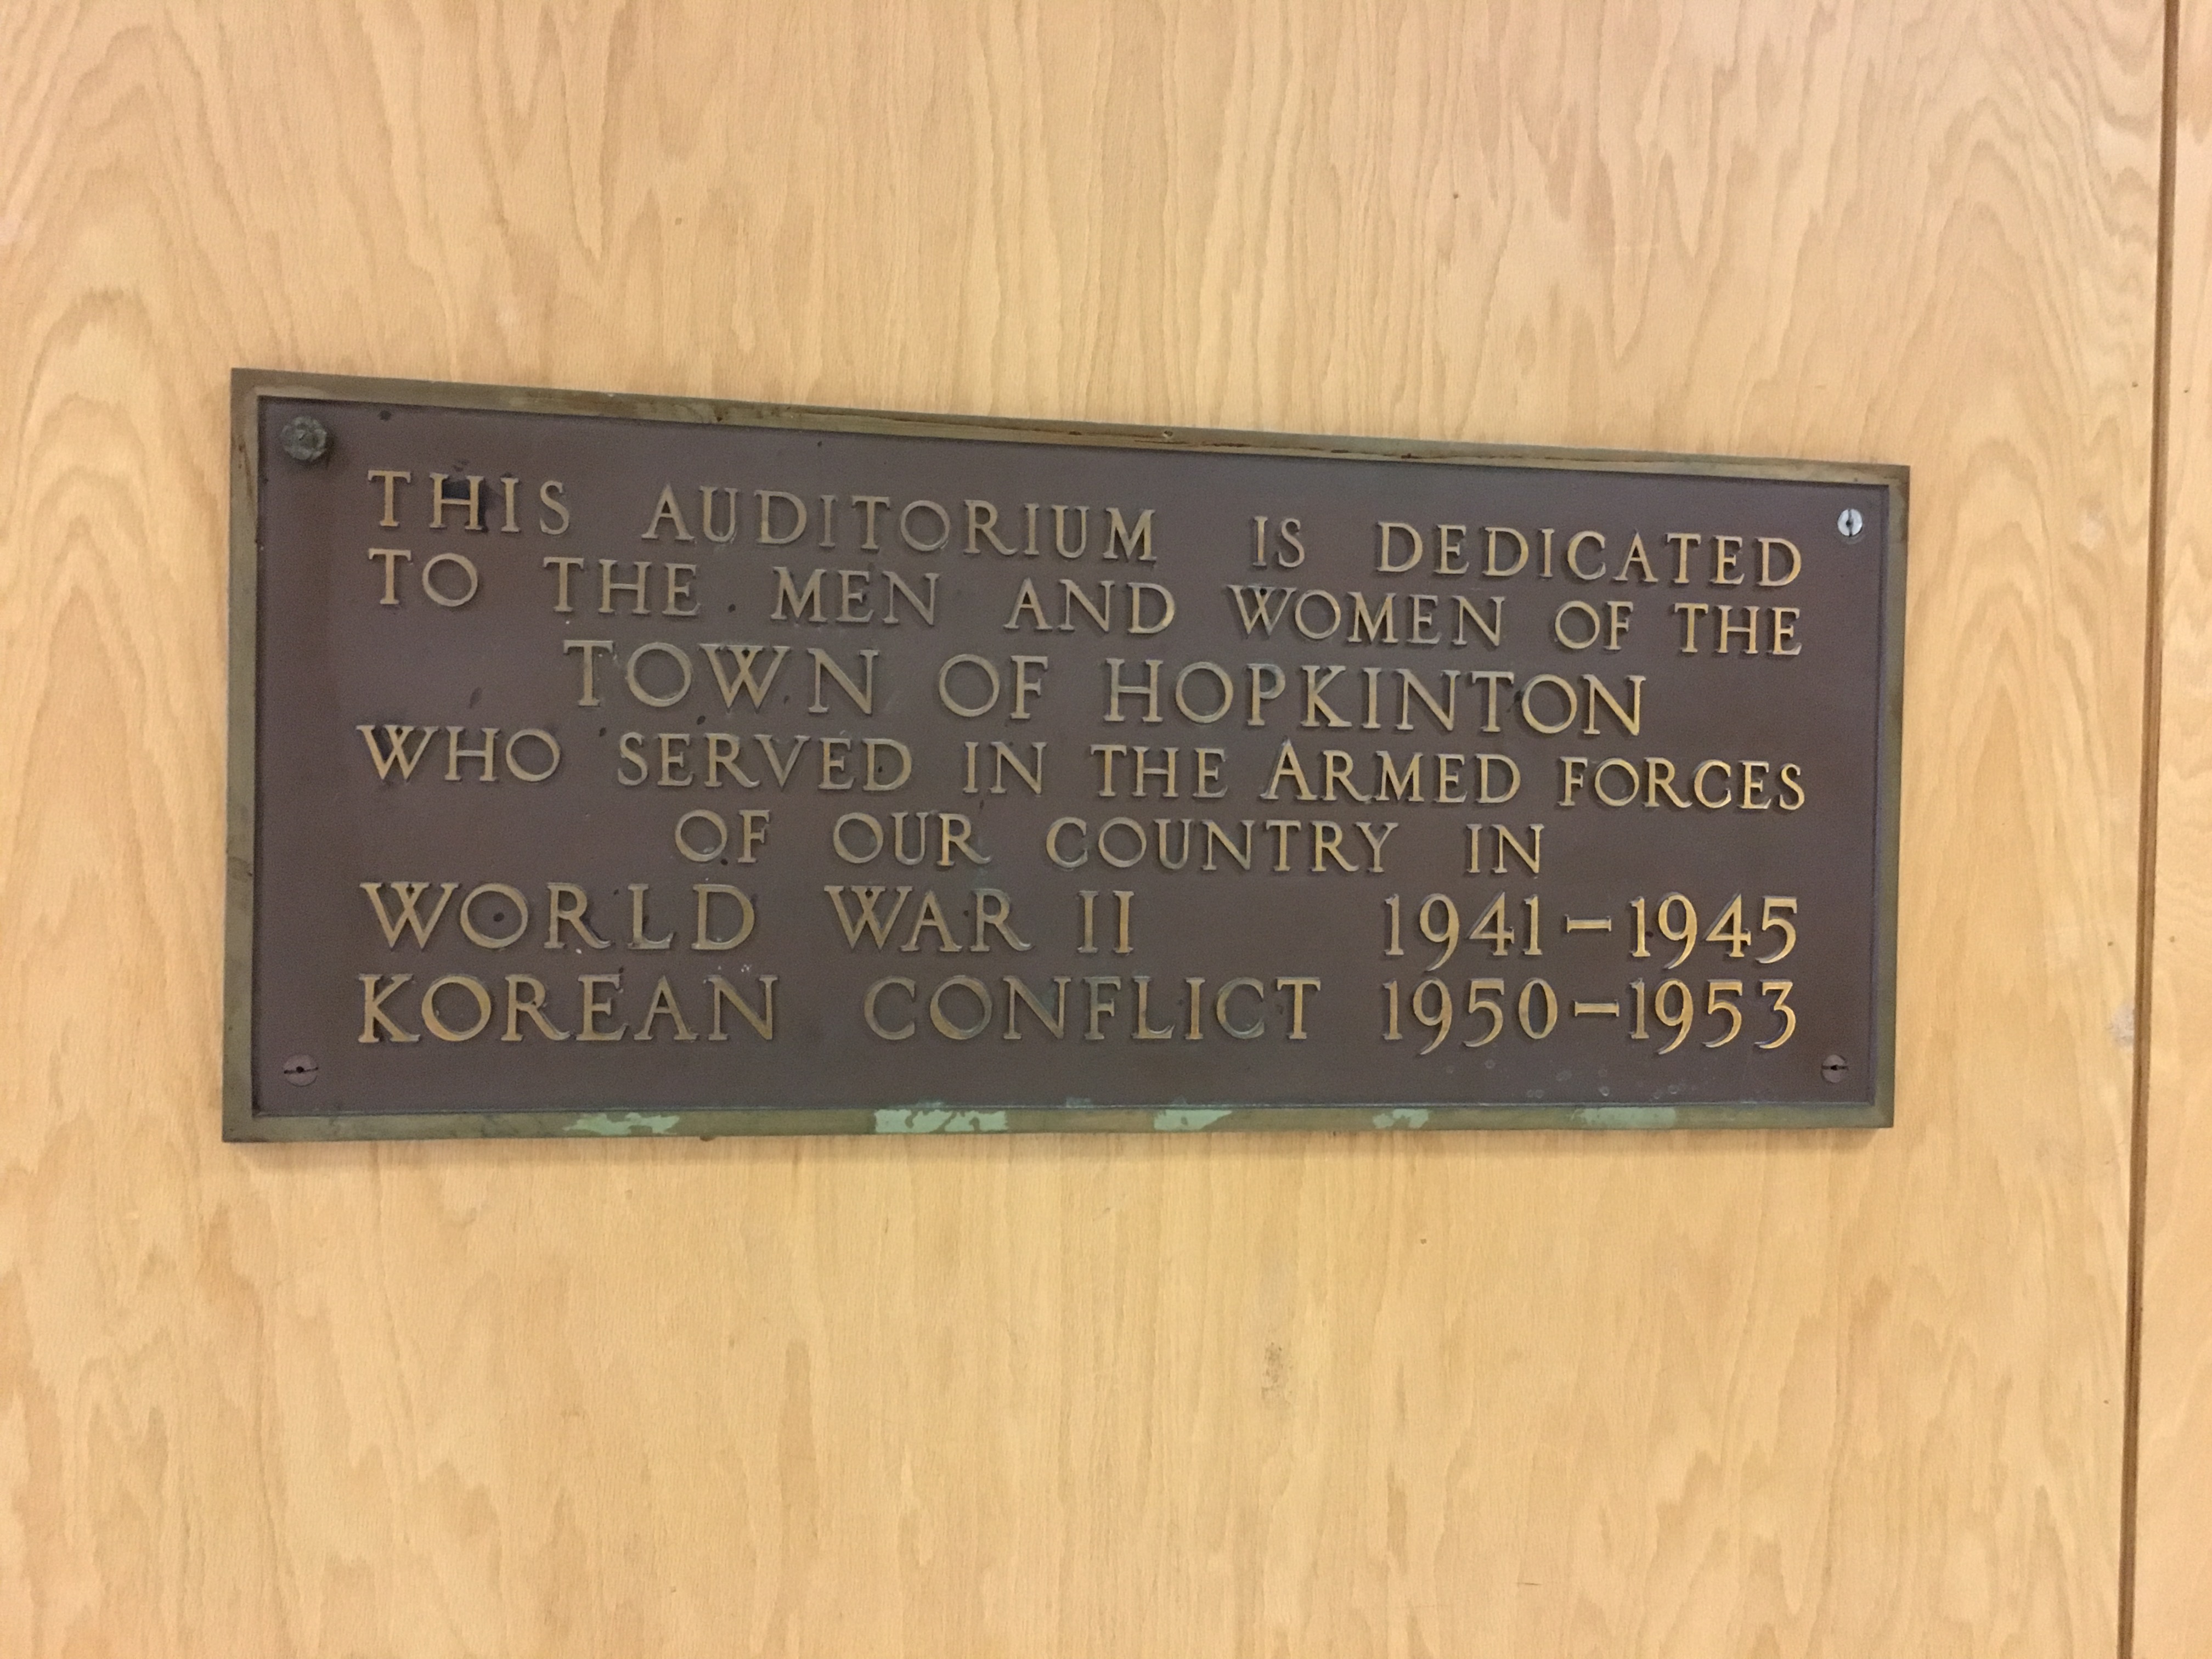 THIS AUDITORIUM IS DEDICATED
TO THE MEN AND WOMEN OF THE
TOWN OF HOPKINTON
WHO SERVED IN THE ARMED FORCES
OF OUR COUNTRY IN
WORLD WAR II 1941-1945
KOREAN CONFLICT 1950-1953